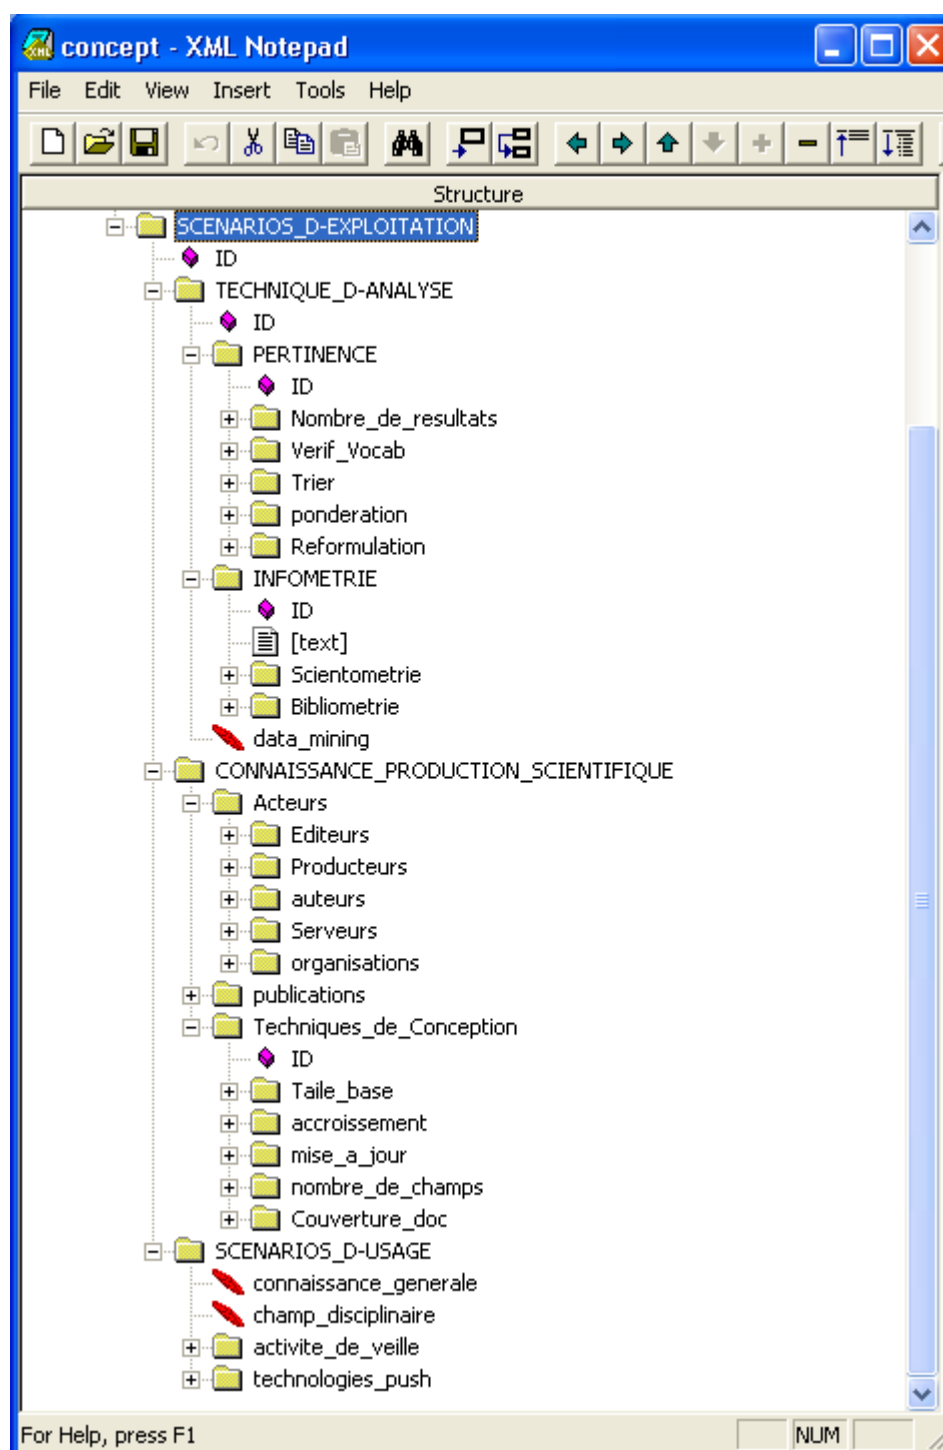 concept - XML Notepad
File Edit View Insert Tools Help
Structure
SCENARIOS_D-EXPLOITATION
ID
TECHNIQUE_D-ANALYSE
ID
PERTINENCE
ID
Nombre_de_resultats
Verif_Vocab
Trier
ponderation
Reformulation
INFOMETRIE
ID
[text]
Scientometrie
Bibliometrie
data_mining
CONNAISSANCE_PRODUCTION_SCIENTIFIQUE
Acteurs
Editeurs
Producteurs
auteurs
Serveurs
organisations
publications
Techniques_de_Conception
ID
Taile_base
accroissement
mise_a_jour
nombre_de_champs
Couverture_doc
SCENARIOS_D-USAGE
connaissance_generale
champ_disciplinaire
activite_de_veille
technologies_push
For Help, press F1 NUM